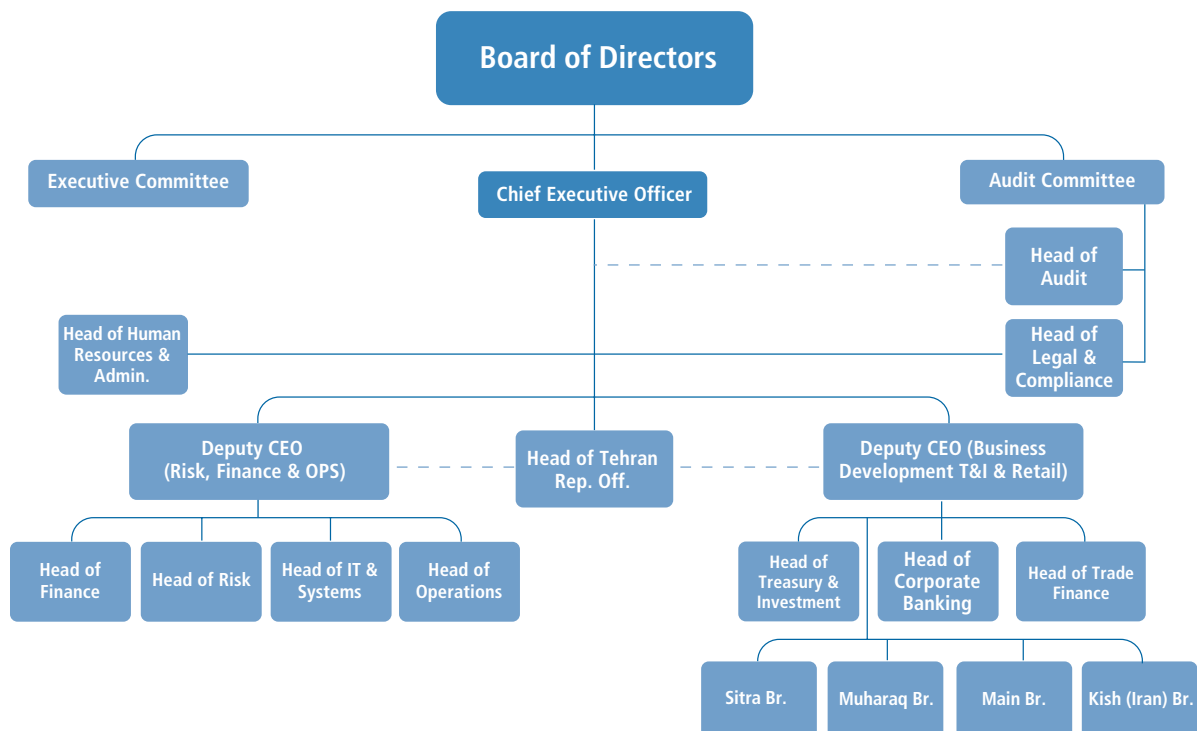 Board of Directors
Executive Committee
Chief Executive Officer
Audit Committee
Head of
Audit
Head of Human
Resources &
Admin.
Head of
Legal &
Compliance
Deputy CEO
(Risk, Finance & OPS)
Head of Tehran
Rep. Off.
Deputy CEO (Business
Development T&I & Retail)
Head of
Finance
Head of Risk
Head of IT &
Systems
Head of
Operations
Head of
Treasury &
Investment
Head of
Corporate
Banking
Head of Trade
Finance
Sitra Br.
Muharaq Br.
Main Br.
Kish (Iran) Br.